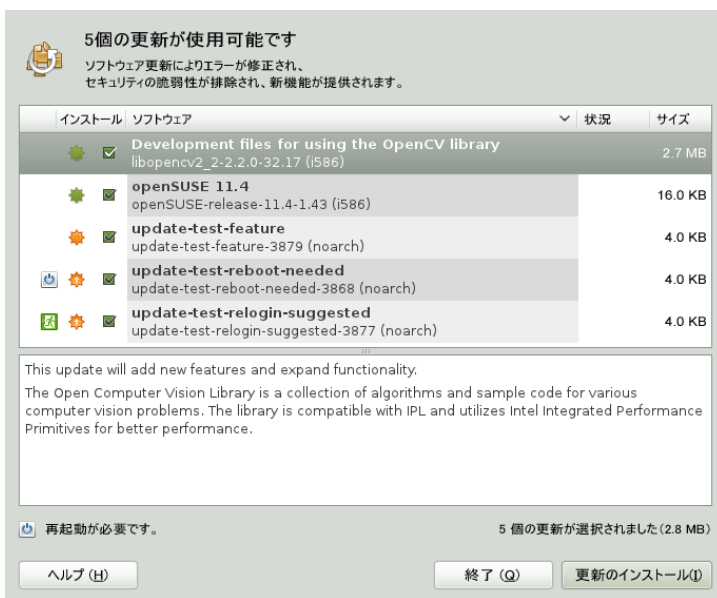 5個の更新が使用可能です
ソフトウェア更新によりエラーが修正され、
セキュリティの脆弱性が排除され、新機能が提供されます。
インストール ソフトウェア 状況 サイズ
Development files for using the OpenCV library
libopencv2_2-2.2.0-32.17 (i586)
2.7 MB
openSUSE 11.4
openSUSE-release-11.4-1.43 (i586)
16.0 KB
update-test-feature
update-test-feature-3879 (noarch)
4.0 KB
update-test-reboot-needed
update-test-reboot-needed-3868 (noarch)
4.0 KB
update-test-relogin-suggested
update-test-relogin-suggested-3877 (noarch)
4.0 KB
This update will add new features and expand functionality.
The Open Computer Vision Library is a collection of algorithms and sample code for various
computer vision problems. The library is compatible with IPL and utilizes Intel Integrated Performance
Primitives for better performance.
再起動が必要です。 5 個の更新が選択されました(2.8 MB)
ヘルプ (H) 終了 (Q) 更新のインストール(I)